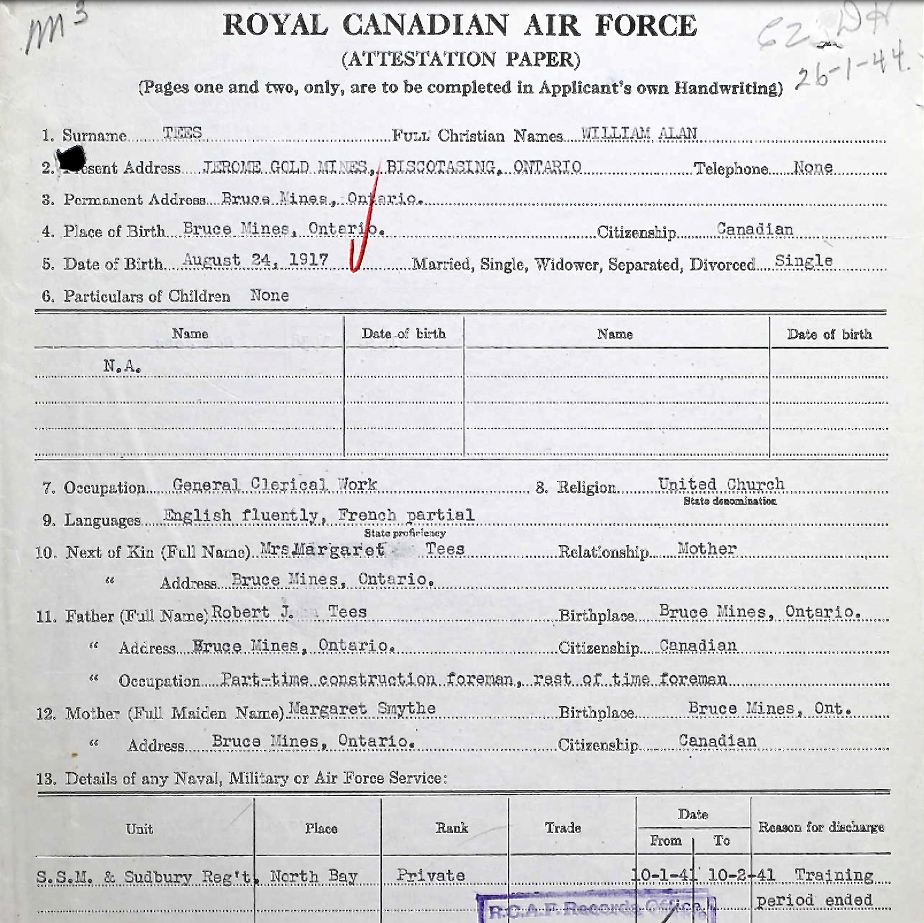 m3
ROYAL CANADIAN AIR FORCE
(ATTESTATION PAPER)
26-1-44.
(Pages one and two, only, are to be completed in Applicant's own Handwriting)
1. Surname TEES Full Christian Names WILLIAM ALAN
2. esent Address JEROME GOLD MINES, BISCOTASING, ONTARIO Telephone None
3. Permanent Address Bruce Mines, Ontario.
4. Place of Birth Bruce Mines, Ontario. Citizenship Canadian
5. Date of Birth August 24, 1917 Married, Single, Widower, Separated, Divorced Single
6. Particulars of Children None
Name Date of birth Name Date of birth
N.A.
7. Occupation General Clerical Work 8. Religion United Church
State denomination
9. Languages English fluently, French partial
State proficiency
10. Next of Kin (Full Name) Mrs.Margaret Tees Relationship Mother
" Address Bruce Mines, Ontario.
11. Father (Full Name) Robert J. Tees Birthplace Bruce Mines, Ontario.
" Address Bruce Mines, Ontario. Citizenship Canadian
" Occupation Part-time construction foreman, rest of time foreman
12. Mother (Full Maiden Name) Margaret Smythe Birthplace Bruce Mines, Ont.
" Address Bruce Mines, Ontario. Citizenship Canadian
13. Details of any Naval, Military or Air Force Service:
Unit Place Rank Trade Date Reason for discharge
From To
S.S.M. & Sudbury Reg't. North Bay Private 10-1-41 10-2-41 Training
period ended
R.C.A.F. Records Office